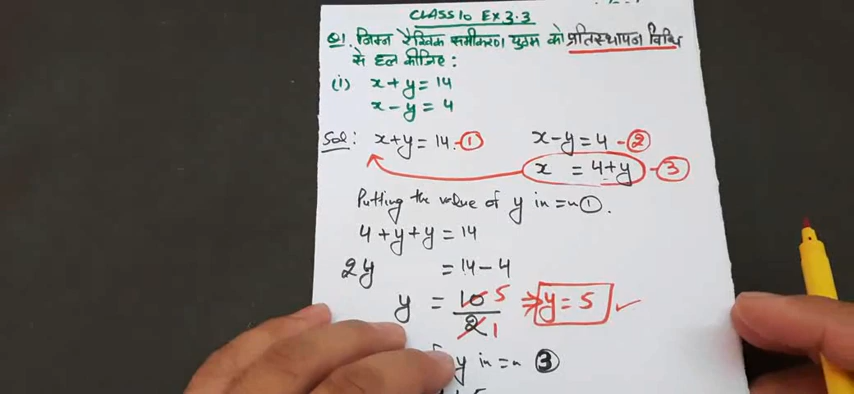 CLASS 10 Ex 3.3
Q1. निम्न रैखिक समीकरण युग्म को प्रतिस्थापन विधि
से हल कीजिए :
(i) x + y = 14
x - y = 4
Sol: x+y = 14 - ① x-y = 4 - ②
x = 4+y - ③
Putting the value of y in =n ①.
4 + y + y = 14
2y = 14 - 4
y = 10 5 / 2 1 ⇒ y = 5 ✓
y in =n ③